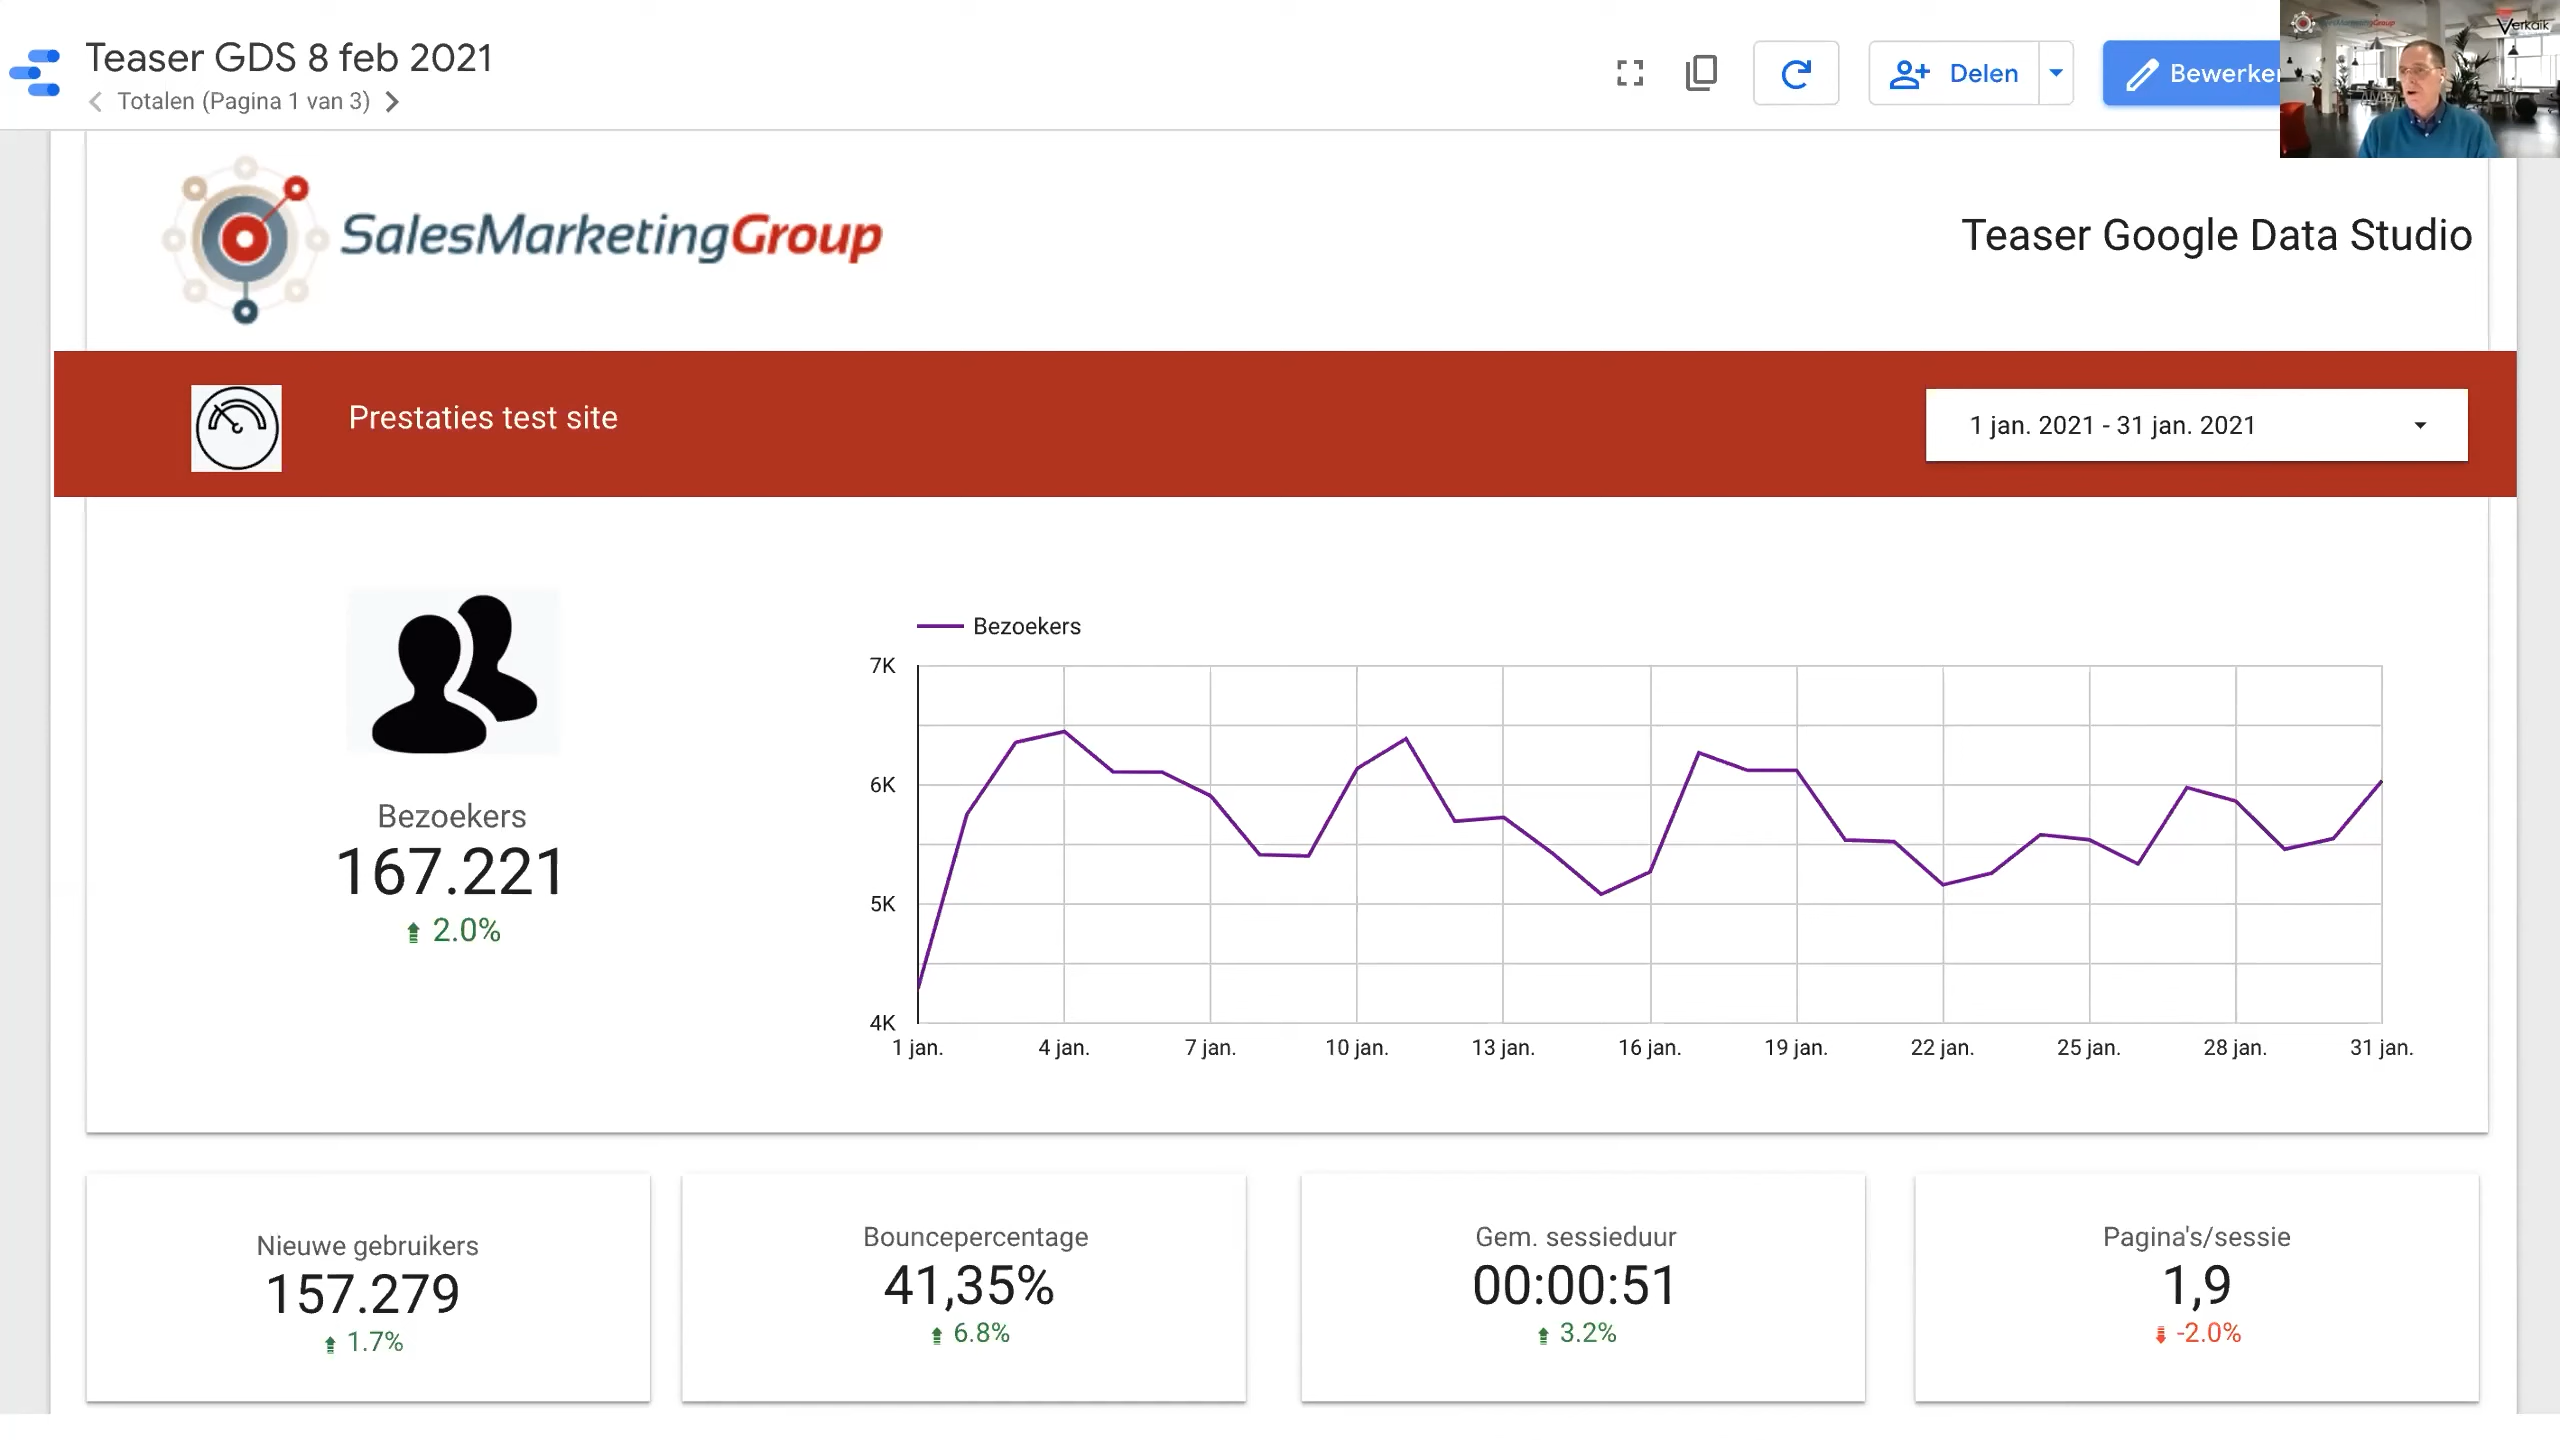 Teaser GDS 8 feb 2021
Totalen (Pagina 1 van 3)
Delen
Bewerke
Verkaik
SalesMarketingGroup
Teaser Google Data Studio
Prestaties test site
1 jan. 2021 - 31 jan. 2021
Bezoekers
167.221
2.0%
Bezoekers
7K
6K
5K
4K
1 jan.
4 jan.
7 jan.
10 jan.
13 jan.
16 jan.
19 jan.
22 jan.
25 jan.
28 jan.
31 jan.
Nieuwe gebruikers
157.279
1.7%
Bouncepercentage
41,35%
6.8%
Gem. sessieduur
00:00:51
3.2%
Pagina's/sessie
1,9
-2.0%